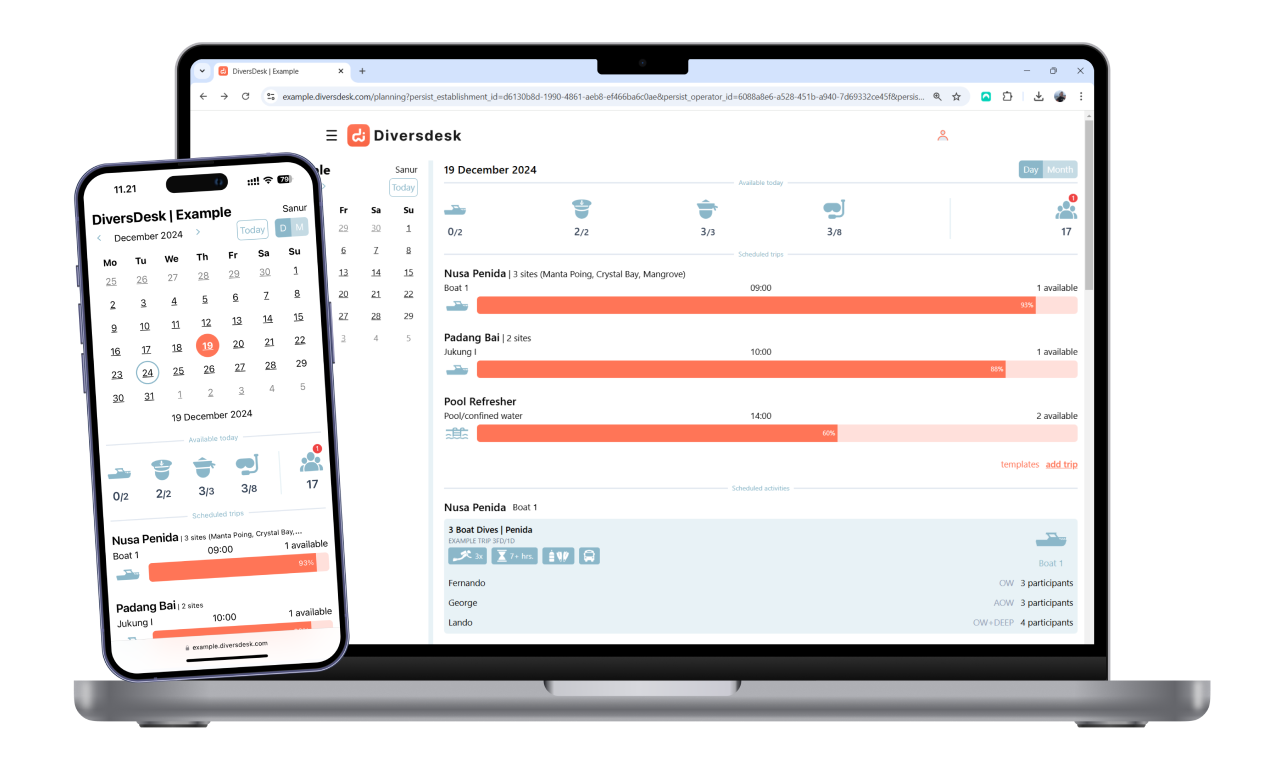 DiversDesk | Example
example.diversdesk.com/planning?persist_establishment_id=d6130b8d-1990-4861-aeb8-ef466ba6c0ae&persist_operator_id=6088a8e6-a528-451b-a940-7d69332ce45f&persis...
Diversdesk
le
Sanur
Today
Fr Sa Su
29 30 1
6 7 8
13 14 15
20 21 22
27 28 29
3 4 5
19 December 2024
Day Month
Available today
1
0/2 2/2 3/3 3/8 17
Scheduled trips
Nusa Penida | 3 sites (Manta Poing, Crystal Bay, Mangrove)
Boat 1 09:00 1 available
93%
Padang Bai | 2 sites
Jukung I 10:00 1 available
88%
Pool Refresher
Pool/confined water 14:00 2 available
60%
templates add trip
Scheduled activities
Nusa Penida Boat 1
3 Boat Dives | Penida
EXAMPLE TRIP 3FD/1D
3x 7+ hrs.
Boat 1
Fernando OW 3 participants
George AOW 3 participants
Lando OW+DEEP 4 participants
11.21 79
DiversDesk | Example Sanur
December 2024 Today D M
Mo Tu We Th Fr Sa Su
25 26 27 28 29 30 1
2 3 4 5 6 7 8
9 10 11 12 13 14 15
16 17 18 19 20 21 22
23 24 25 26 27 28 29
30 31 1 2 3 4 5
19 December 2024
Available today
1
0/2 2/2 3/3 3/8 17
Scheduled trips
Nusa Penida | 3 sites (Manta Poing, Crystal Bay,...
Boat 1 09:00 1 available
93%
Padang Bai | 2 sites
Jukung I 10:00 1 available
example.diversdesk.com